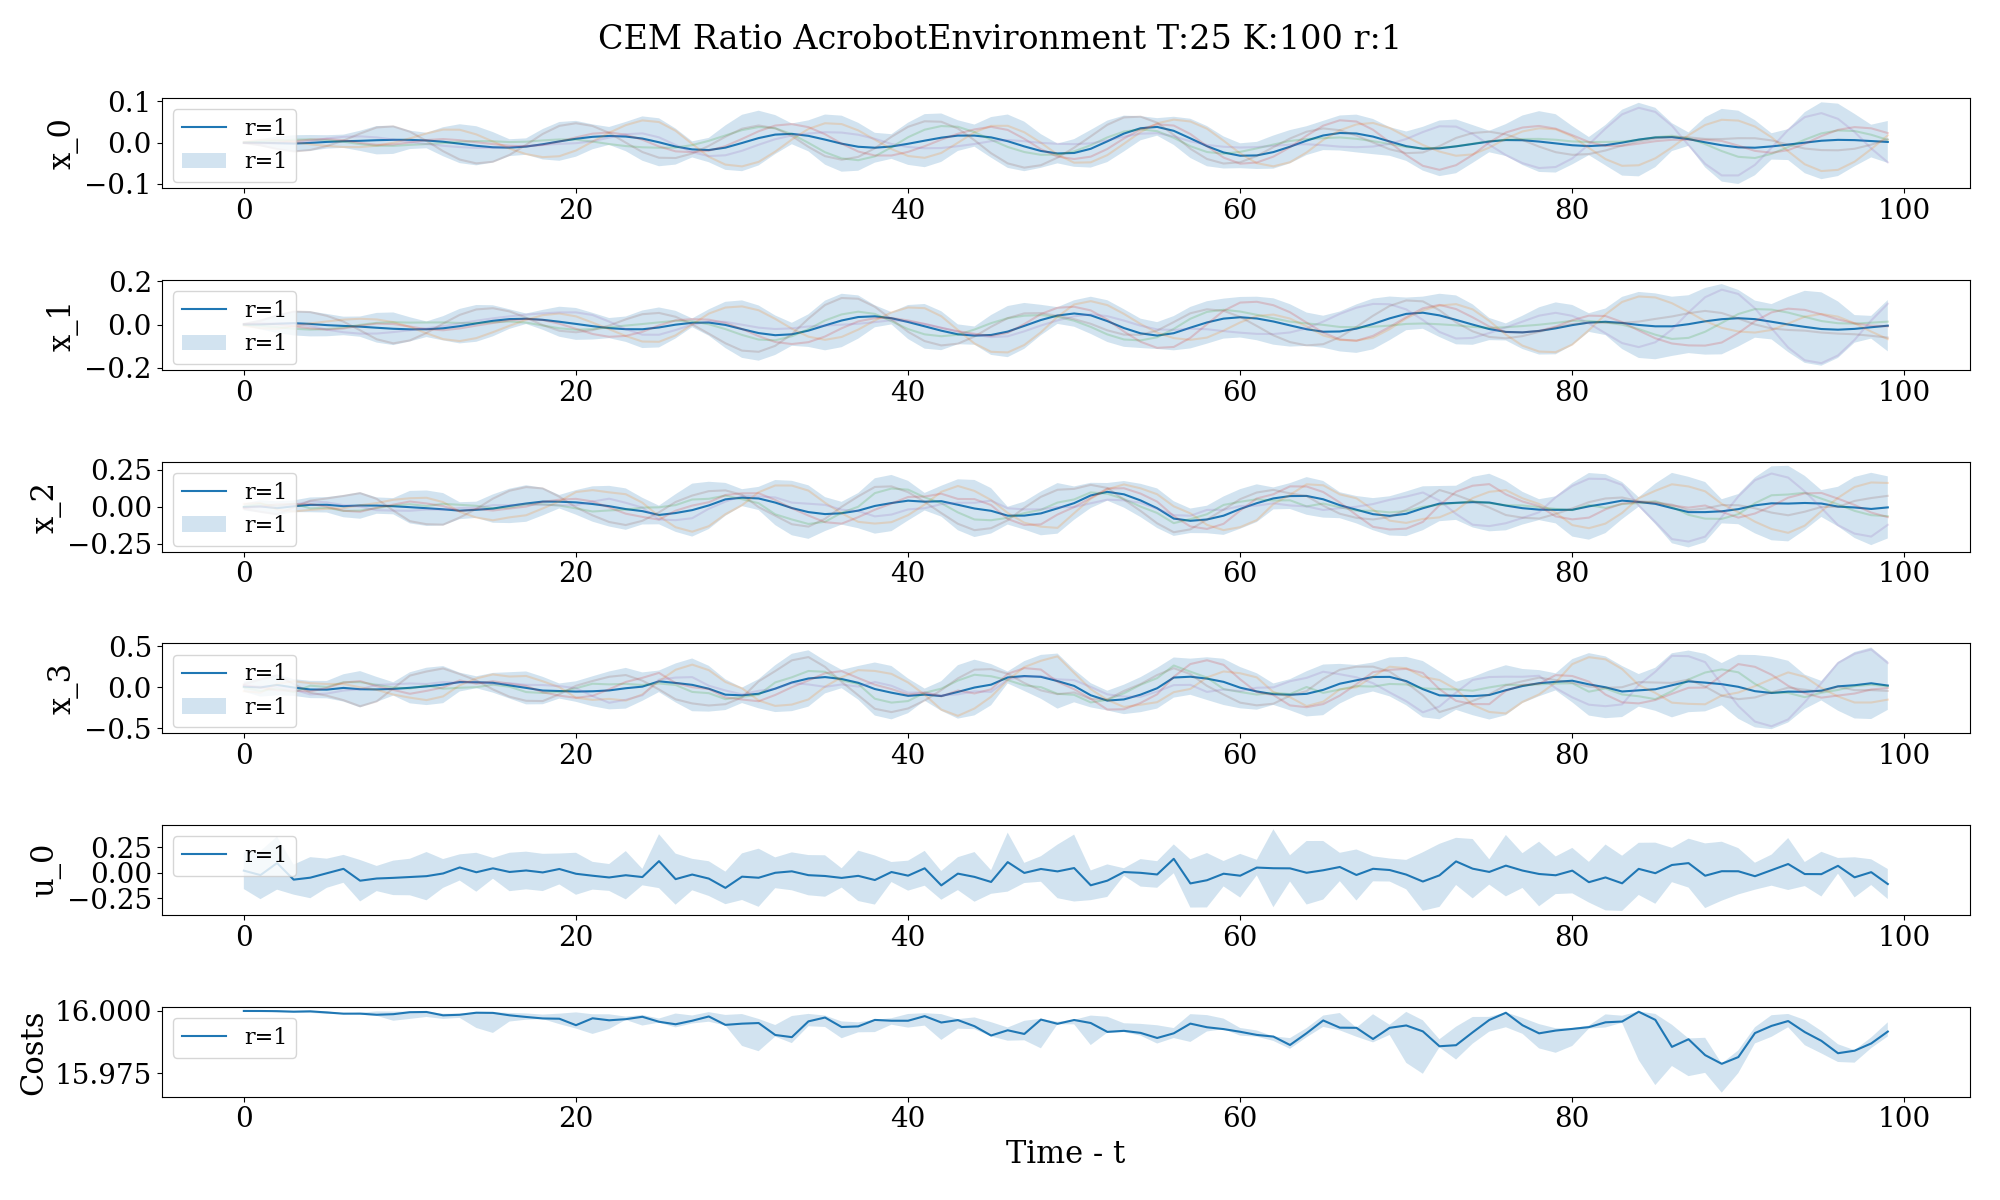 CEM Ratio AcrobotEnvironment T:25 K:100 r:1
x_0
0.1
0.0
−0.1
r=1
r=1
0 20 40 60 80 100
x_1
0.2
0.0
−0.2
r=1
r=1
0 20 40 60 80 100
x_2
0.25
0.00
−0.25
r=1
r=1
0 20 40 60 80 100
x_3
0.5
0.0
−0.5
r=1
r=1
0 20 40 60 80 100
u_0
0.25
0.00
−0.25
r=1
0 20 40 60 80 100
Costs
16.000
15.975
r=1
0 20 40 60 80 100
Time - t